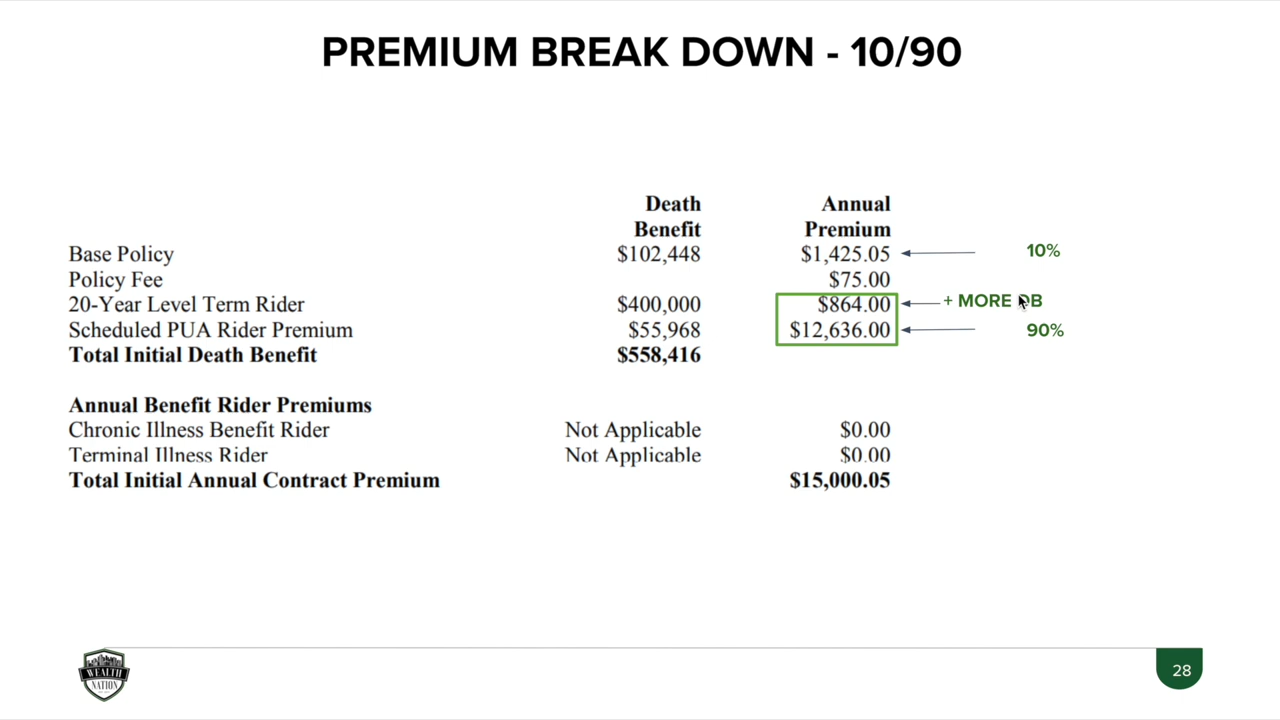 PREMIUM BREAK DOWN - 10/90
Death Annual
Benefit Premium
Base Policy $102,448 $1,425.05 10%
Policy Fee $75.00
20-Year Level Term Rider $400,000 $864.00 + MORE DB
Scheduled PUA Rider Premium $55,968 $12,636.00 90%
Total Initial Death Benefit $558,416
Annual Benefit Rider Premiums
Chronic Illness Benefit Rider Not Applicable $0.00
Terminal Illness Rider Not Applicable $0.00
Total Initial Annual Contract Premium $15,000.05
WEALTH
NATION
28